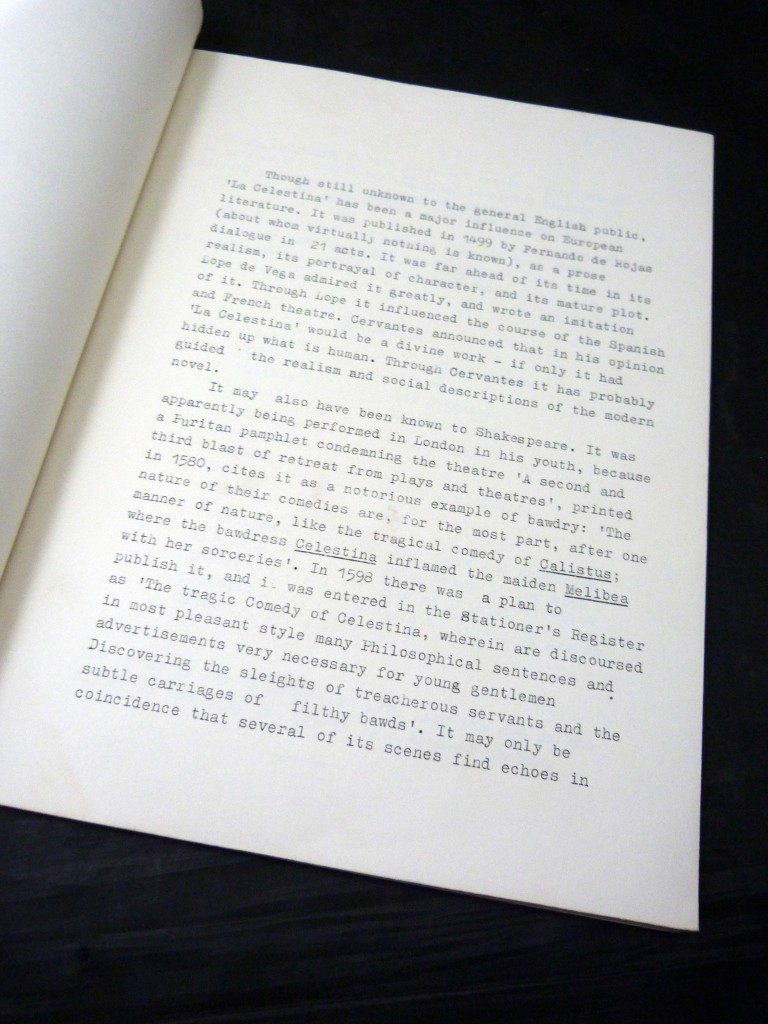 Though still unknown to the general English public,
'La Celestina' has been a major influence on European
literature. It was published in 1499 by Fernando de Rojas
(about whom virtually nothing is known), as a prose
dialogue in 21 acts. It was far ahead of its time in its
realism, its portrayal of character, and its mature plot.
Lope de Vega admired it greatly, and wrote an imitation
of it. Through Lope it influenced the course of the Spanish
and French theatre. Cervantes announced that in his opinion
'La Celestina' would be a divine work - if only it had
hidden up what is human. Through Cervantes it has probably
guided the realism and social descriptions of the modern
novel.
It may also have been known to Shakespeare. It was
apparently being performed in London in his youth, because
a Puritan pamphlet condemning the theatre 'A second and
third blast of retreat from plays and theatres', printed
in 1580, cites it as a notorious example of bawdry: 'The
nature of their comedies are, for the most part, after one
manner of nature, like the tragical comedy of Calistus;
where the bawdress Celestina inflamed the maiden Melibea
with her sorceries'. In 1598 there was a plan to
publish it, and it was entered in the Stationer's Register
as 'The tragic Comedy of Celestina, wherein are discoursed
in most pleasant style many Philosophical sentences and
advertisements very necessary for young gentlemen
Discovering the sleights of treacherous servants and the
subtle carriages of filthy bawds'. It may only be
coincidence that several of its scenes find echoes in